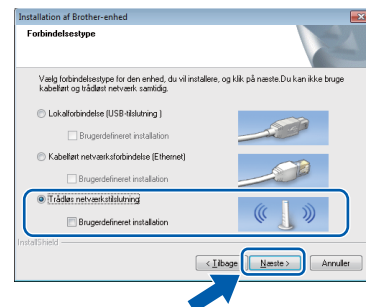 Installation af Brother-enhed
Forbindelsestype
Vælg forbindelsestype for den enhed, du vil installere, og klik på næste.Du kan ikke bruge
kabelført og trådløst netværk samtidig.
Lokalforbindelse (USB-tilslutning )
Brugerdefineret installation
Kabelført netværksforbindelse (Ethernet)
Brugerdefineret installation
Trådløs netværkstilslutning
Brugerdefineret installation
InstallShield
< Tilbage Næste > Annuller